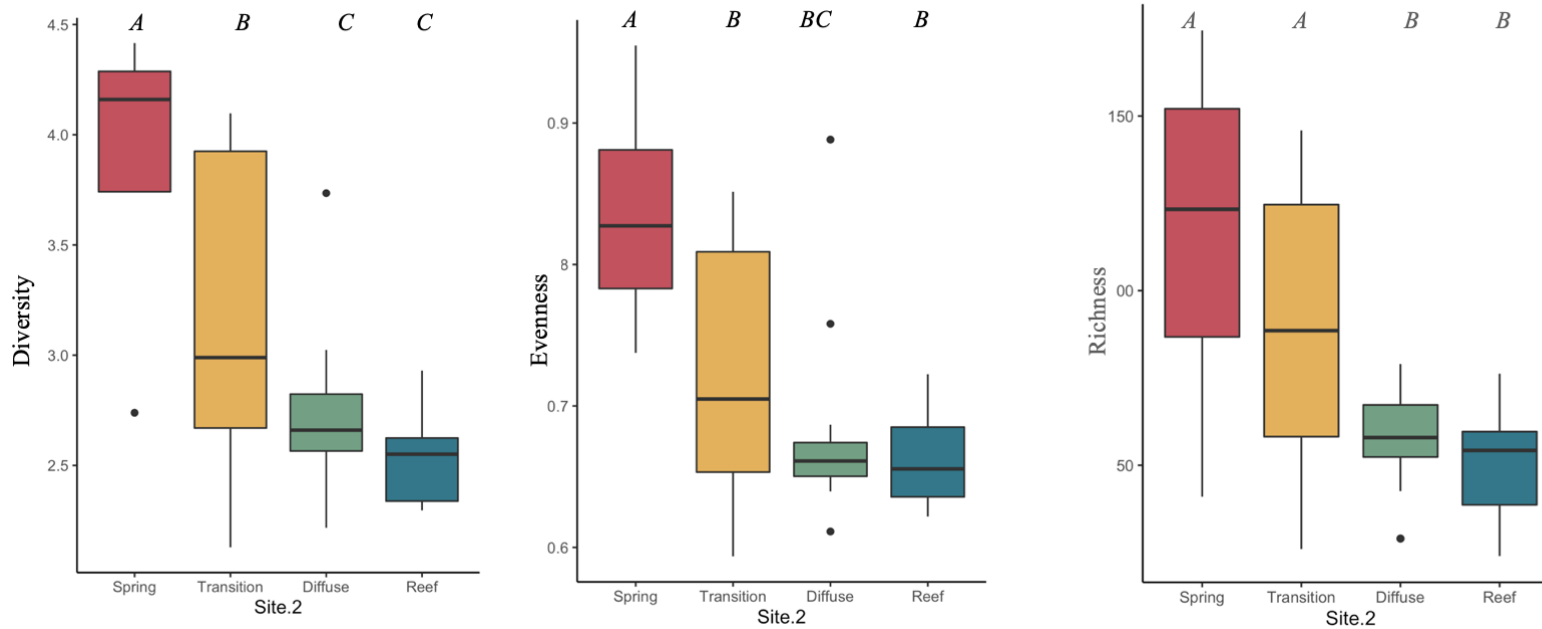 A B C C
4.5
4.0
3.5
3.0
2.5
Diversity
Spring Transition Diffuse Reef
Site.2
A B BC B
0.9
8
0.7
0.6
Evenness
Spring Transition Diffuse Reef
Site.2
A A B B
150
00
50
Richness
Spring Transition Diffuse Reef
Site.2